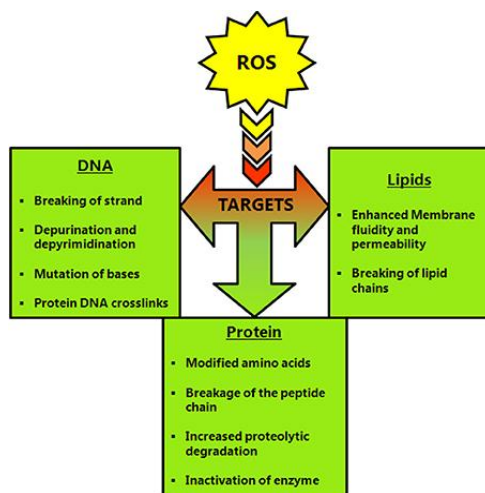 ROS
TARGETS
DNA
▪ Breaking of strand
▪ Depurination and
depyrimidination
▪ Mutation of bases
▪ Protein DNA crosslinks
Lipids
▪ Enhanced Membrane
fluidity and
permeability
▪ Breaking of lipid
chains
Protein
▪ Modified amino acids
▪ Breakage of the peptide
chain
▪ Increased proteolytic
degradation
▪ Inactivation of enzyme